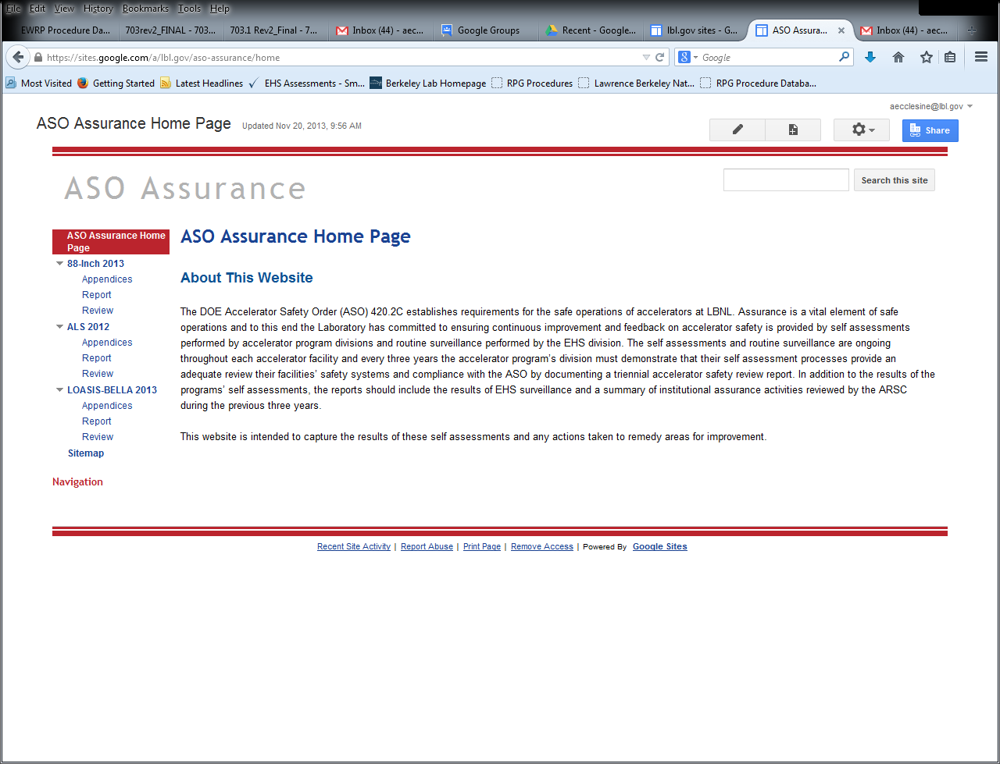 File Edit View History Bookmarks Tools Help
EWRP Procedure Da... 703rev2_FINAL - 703... 703.1 Rev2_Final - 7... Inbox (44) - aec... Google Groups Recent - Google... lbl.gov sites - G... ASO Assura... Inbox (44) - aec...
https://sites.google.com/a/lbl.gov/aso-assurance/home Google
Most Visited Getting Started Latest Headlines EHS Assessments - Sm... Berkeley Lab Homepage RPG Procedures Lawrence Berkeley Nat... RPG Procedure Databa...
aecclesine@lbl.gov
ASO Assurance Home Page Updated Nov 20, 2013, 9:56 AM
Share
ASO Assurance
Search this site
ASO Assurance Home
Page
88-Inch 2013
Appendices
Report
Review
ALS 2012
Appendices
Report
Review
LOASIS-BELLA 2013
Appendices
Report
Review
Sitemap
Navigation
ASO Assurance Home Page
About This Website
The DOE Accelerator Safety Order (ASO) 420.2C establishes requirements for the safe operations of accelerators at LBNL. Assurance is a vital element of safe
operations and to this end the Laboratory has committed to ensuring continuous improvement and feedback on accelerator safety is provided by self assessments
performed by accelerator program divisions and routine surveillance performed by the EHS division. The self assessments and routine surveillance are ongoing
throughout each accelerator facility and every three years the accelerator program's division must demonstrate that their self assessment processes provide an
adequate review their facilities' safety systems and compliance with the ASO by documenting a triennial accelerator safety review report. In addition to the results of the
programs' self assessments, the reports should include the results of EHS surveillance and a summary of institutional assurance activities reviewed by the ARSC
during the previous three years.
This website is intended to capture the results of these self assessments and any actions taken to remedy areas for improvement.
Recent Site Activity | Report Abuse | Print Page | Remove Access | Powered By Google Sites